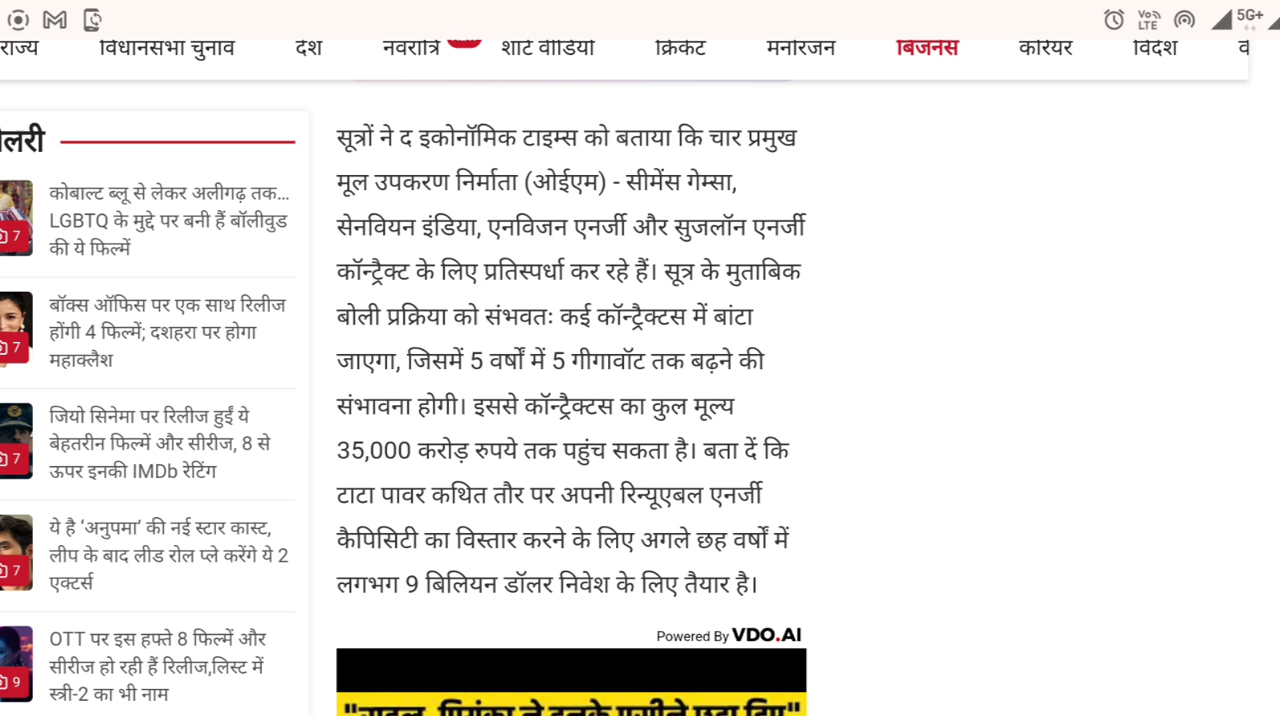 5G+
Vo))
LTE
राज्य विधानसभा चुनाव देश नवरात्रि शॉर्ट वीडियो क्रिकेट मनोरंजन बिजनेस करियर विदेश
लरी
कोबाल्ट ब्लू से लेकर अलीगढ़ तक...
LGBTQ के मुद्दे पर बनी हैं बॉलीवुड
की ये फिल्में
7
बॉक्स ऑफिस पर एक साथ रिलीज
होंगी 4 फिल्में; दशहरा पर होगा
महाक्लैश
7
जियो सिनेमा पर रिलीज हुईं ये
बेहतरीन फिल्में और सीरीज, 8 से
ऊपर इनकी IMDb रेटिंग
7
ये है ‘अनुपमा’ की नई स्टार कास्ट,
लीप के बाद लीड रोल प्ले करेंगे ये 2
एक्टर्स
7
OTT पर इस हफ्ते 8 फिल्में और
सीरीज हो रही हैं रिलीज,लिस्ट में
स्त्री-2 का भी नाम
9
सूत्रों ने द इकोनॉमिक टाइम्स को बताया कि चार प्रमुख
मूल उपकरण निर्माता (ओईएम) - सीमेंस गेम्सा,
सेनवियन इंडिया, एनविजन एनर्जी और सुजलॉन एनर्जी
कॉन्ट्रैक्ट के लिए प्रतिस्पर्धा कर रहे हैं। सूत्र के मुताबिक
बोली प्रक्रिया को संभवतः कई कॉन्ट्रैक्टस में बांटा
जाएगा, जिसमें 5 वर्षों में 5 गीगावॉट तक बढ़ने की
संभावना होगी। इससे कॉन्ट्रैक्टस का कुल मूल्य
35,000 करोड़ रुपये तक पहुंच सकता है। बता दें कि
टाटा पावर कथित तौर पर अपनी रिन्यूएबल एनर्जी
कैपिसिटी का विस्तार करने के लिए अगले छह वर्षों में
लगभग 9 बिलियन डॉलर निवेश के लिए तैयार है।
Powered By VDO.AI